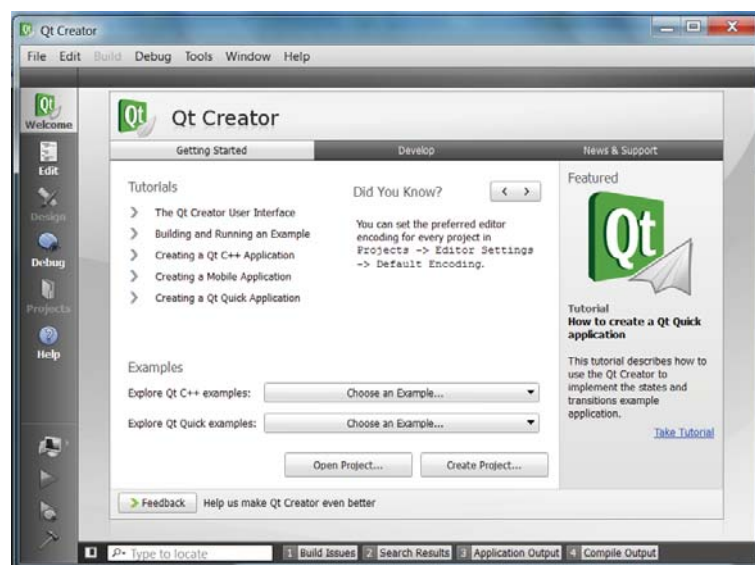 Qt Creator
File Edit Build Debug Tools Window Help
Qt
Welcome
Edit
Design
Debug
Projects
Help
Qt Qt Creator
Getting Started Develop News & Support
Tutorials
The Qt Creator User Interface
Building and Running an Example
Creating a Qt C++ Application
Creating a Mobile Application
Creating a Qt Quick Application
Did You Know?
You can set the preferred editor
encoding for every project in
Projects -> Editor Settings
-> Default Encoding.
Examples
Explore Qt C++ examples: Choose an Example...
Explore Qt Quick examples: Choose an Example...
Open Project... Create Project...
Featured
Qt
Tutorial
How to create a Qt Quick
application
This tutorial describes how to
use the Qt Creator to
implement the states and
transitions example
application.
Take Tutorial
Feedback Help us make Qt Creator even better
Type to locate 1 Build Issues 2 Search Results 3 Application Output 4 Compile Output